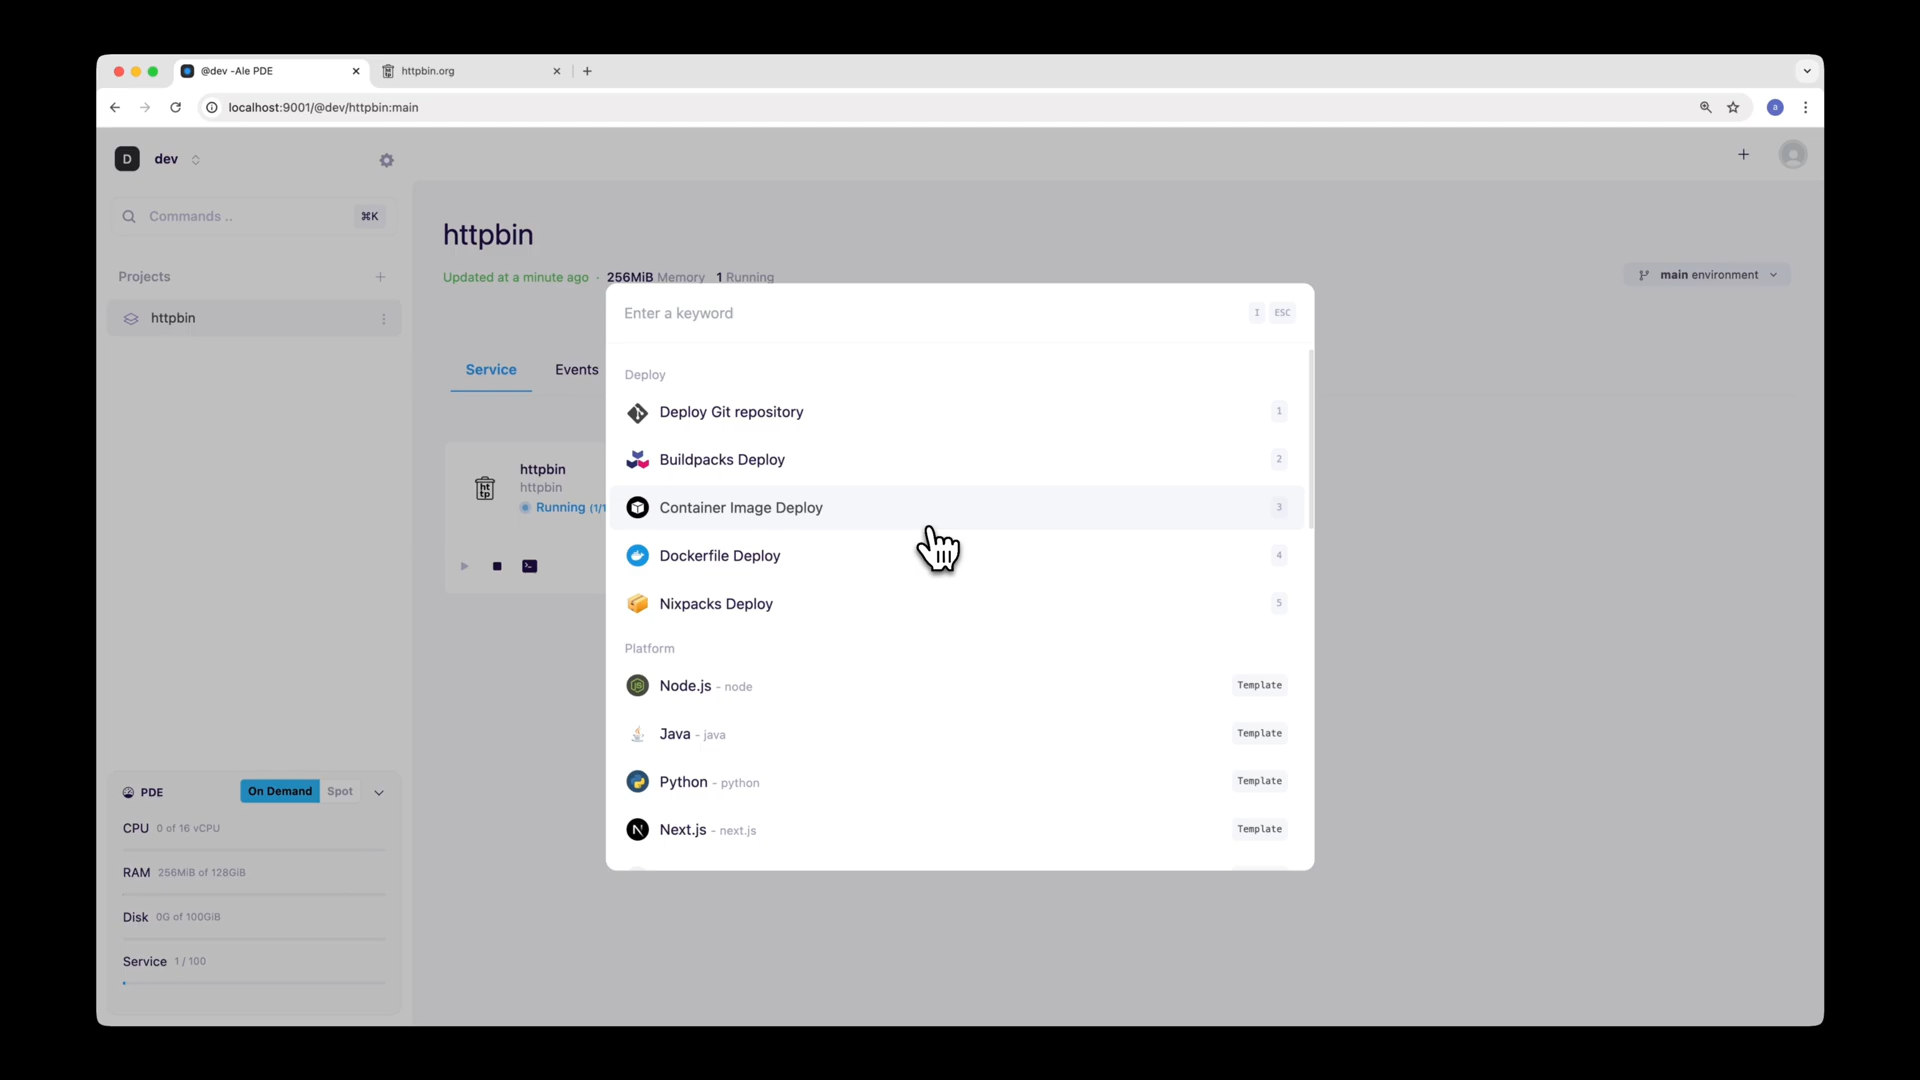 @dev -Ale PDE
httpbin.org
localhost:9001/@dev/httpbin:main
a
D dev
Commands .. ⌘K
Projects
httpbin
httpbin
Updated at a minute ago · 256MiB Memory 1 Running
main environment
Service Events
httpbin
httpbin
Running (1/1
ht
tp
Enter a keyword I ESC
Deploy
Deploy Git repository 1
Buildpacks Deploy 2
Container Image Deploy 3
Dockerfile Deploy 4
Nixpacks Deploy 5
Platform
Node.js - node Template
Java - java Template
Python - python Template
Next.js - next.js Template
PDE On Demand Spot
CPU 0 of 16 vCPU
RAM 256MiB of 128GiB
Disk 0G of 100GiB
Service 1 / 100